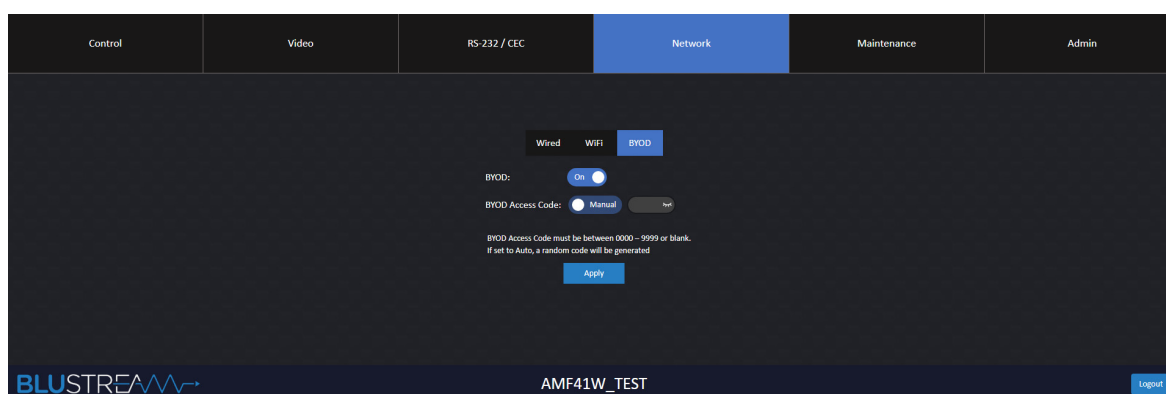 Control Video RS-232 / CEC Network Maintenance Admin
Wired WiFi BYOD
BYOD: On
BYOD Access Code: Manual
BYOD Access Code must be between 0000 – 9999 or blank.
If set to Auto, a random code will be generated
Apply
BLUSTREAM AMF41W_TEST Logout